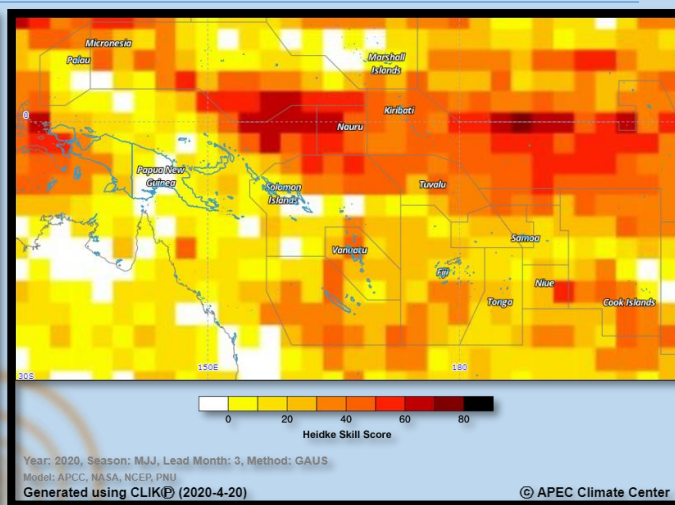 Micronesia
Palau
Marshall
Islands
0
Kiribati
Nauru
Papua New
Guinea
Solomon
Islands
Tuvalu
Samoa
Vanuatu
Fiji
Niue
Tonga
Cook Islands
150E
180
30S
0 20 40 60 80
Heidke Skill Score
Year: 2020, Season: MJJ, Lead Month: 3, Method: GAUS
Model: APCC, NASA, NCEP, PNU
Generated using CLIKⓅ (2020-4-20)
© APEC Climate Center